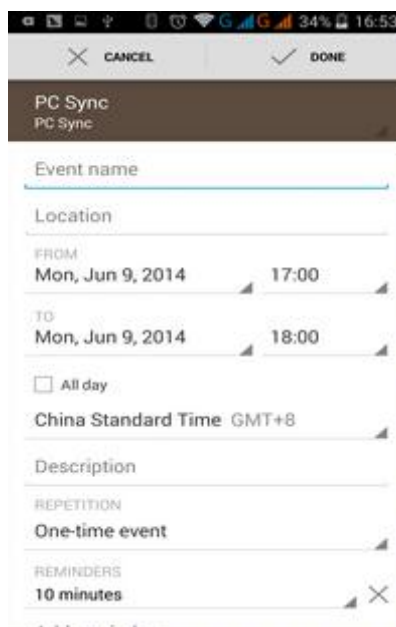 G G 34% 16:53
CANCEL DONE
PC Sync
PC Sync
Event name
Location
FROM
Mon, Jun 9, 2014 17:00
TO
Mon, Jun 9, 2014 18:00
All day
China Standard Time GMT+8
Description
REPETITION
One-time event
REMINDERS
10 minutes